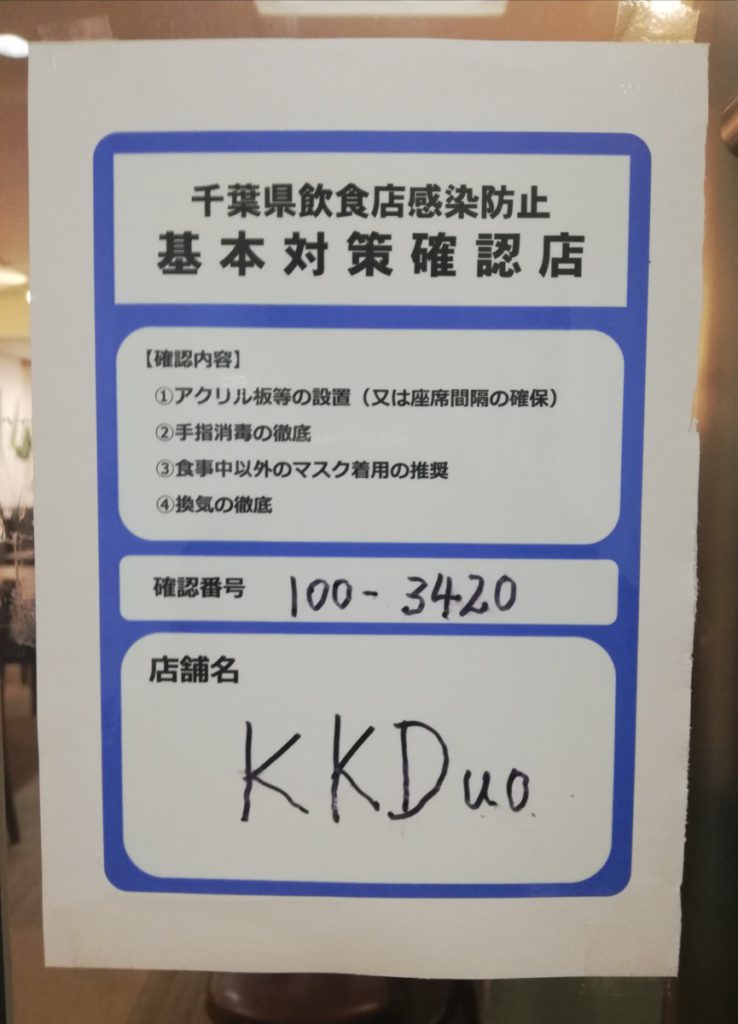 千葉県飲食店感染防止
基本対策確認店
【確認内容】
①アクリル板等の設置（又は座席間隔の確保）
②手指消毒の徹底
③食事中以外のマスク着用の推奨
④換気の徹底
確認番号 100-3420
店舗名
KKDuo